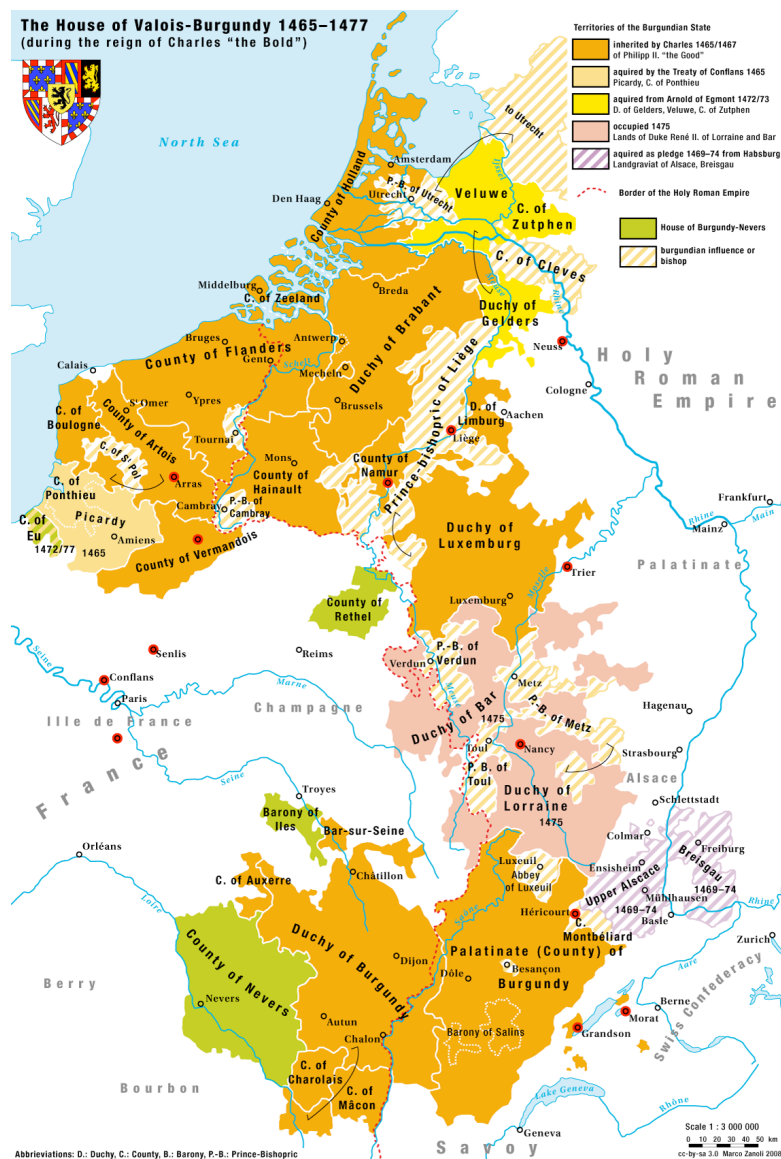 The House of Valois-Burgundy 1465–1477
(during the reign of Charles “the Bold”)
Territories of the Burgundian State
inherited by Charles 1465/1467
of Philipp II. “the Good”
aquired by the Treaty of Conflans 1465
Picardy, C. of Ponthieu
aquired from Arnold of Egmont 1472/73
D. of Gelders, Veluwe, C. of Zutphen
occupied 1475
Lands of Duke René II. of Lorraine and Bar
aquired as pledge 1469–74 from Habsburg
Landgraviat of Alsace, Breisgau
Border of the Holy Roman Empire
House of Burgundy-Nevers
burgundian influence or
bishop
to Utrecht
North Sea
Amsterdam
County of Holland
P.-B. of Utrecht
Utrecht
IJssel
Veluwe
Den Haag
C. of
Zutphen
C. of Cleves
Middelburg
C. of Zeeland
Breda
Meuse
Rhine
Duchy of
Gelders
Duchy of Brabant
Bruges
County of Flanders
Antwerp
Gent
Scheld
Mecheln
Neuss
Holy
Roman
Empire
Calais
Cologne
St Omer
Ypres
Brussels
Prince-bishopric of Liège
D. of
Limburg
Aachen
C. of
Boulogne
County of Artois
Tournai
Liège
C. of St Pol
Mons
County of
Namur
County of
Hainault
Arras
C. of
Ponthieu
Cambray
P.-B. of
Cambray
Picardy
C. of
Eu
1472/77
1465
Amiens
County of Vermandois
Duchy of
Luxemburg
Frankfurt
Rhine
Main
Mainz
Palatinate
Trier
Moselle
Luxemburg
County of
Rethel
Senlis
Reims
P.-B. of
Verdun
Verdun
Seine
Conflans
Paris
Marne
Metz
Meuse
P.-B. of Metz
Ille de France
Champagne
Duchy of Bar
1475
Hagenau
Toul
Nancy
Strasbourg
P. B. of
Toul
Alsace
France
Seine
Duchy of
Lorraine
1475
Troyes
Schlettstadt
Barony of
Iles
Bar-sur-Seine
Colmar
Orléans
Luxeuil
Abbey
of Luxeuil
Ensisheim
Breisgau
Freiburg
1469–74
Châtillon
C. of Auxerre
Upper Alscace
1469–74
Mühlhausen
Rhine
Basle
Loire
Saône
Héricourt
C.
Montbéliard
Duchy of Burgundy
Palatinate (County) of
Burgundy
Zurich
County of Nevers
Dijon
Besançon
Dôle
Aare
Berry
Nevers
Autun
Berne
Morat
Barony of Salins
Grandson
Swiss Confederacy
Chalon
C. of
Charolais
C. of
Mâcon
Bourbon
Lake Geneva
Rhône
Geneva
Savoy
Scale 1 : 3 000 000
0 10 20 30 40 50 km
cc-by-sa 3.0 Marco Zanoli 2008
Abbreviations: D.: Duchy, C.: County, B.: Barony, P.-B.: Prince-Bishopric